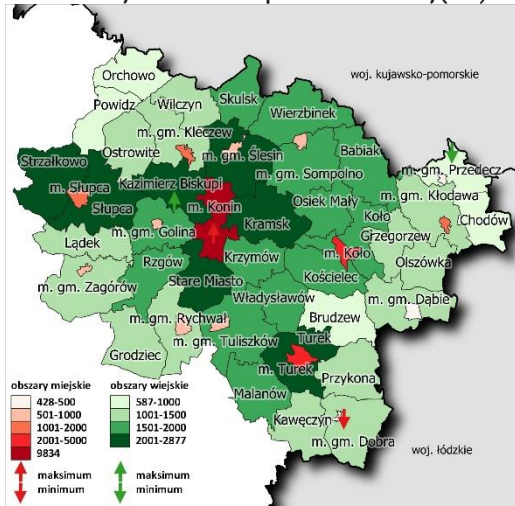 woj. kujawsko-pomorskie
Orchowo
Skulsk
Powidz
Wilczyn
Wierzbinek
m. gm. Kleczew
Ostrowite
m. gm. Ślesin
Babiak
m. gm. Przedecz
Strzałkowo
m. gm. Sompolno
m. Słupca
Kazimierz Biskupi
m. gm. Kłodawa
Słupca
m. Konin
Osiek Mały
Koło
Chodów
m. gm. Golina
Kramsk
Grzegorzew
Lądek
m. Koło
Rzgów
Krzymów
Olszówka
Kościelec
Stare Miasto
m. gm. Zagórów
Władysławów
m. gm. Dąbie
m. gm. Rychwał
Brudzew
m. gm. Tuliszków
Turek
Grodziec
m. Turek
Przykona
Malanów
Kawęczyn
m. gm. Dobra
woj. łódzkie
obszary miejskie
428-500
501-1000
1001-2000
2001-5000
9834
maksimum
minimum
obszary wiejskie
587-1000
1001-1500
1501-2000
2001-2877
maksimum
minimum